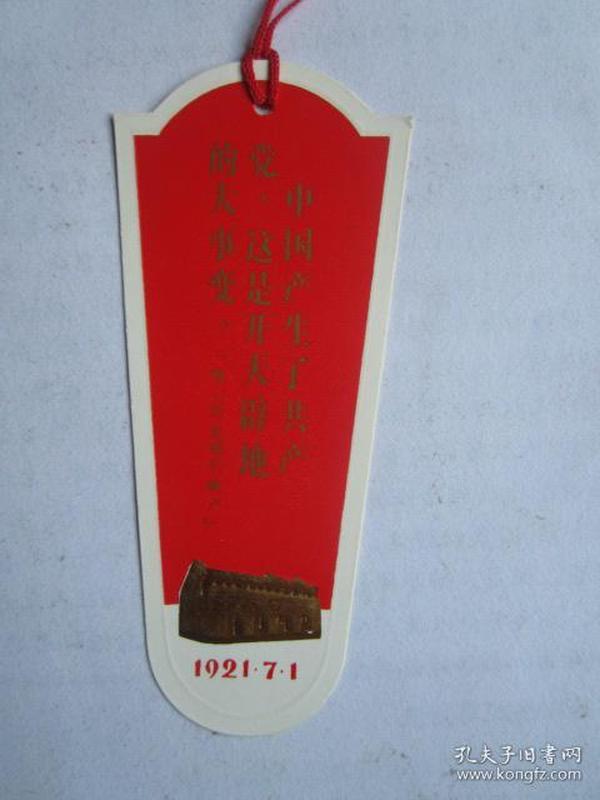 中国产生了共产
党，这是开天辟地
的大事变。
1921·7·1
孔夫子旧書网
www.kongfz.com